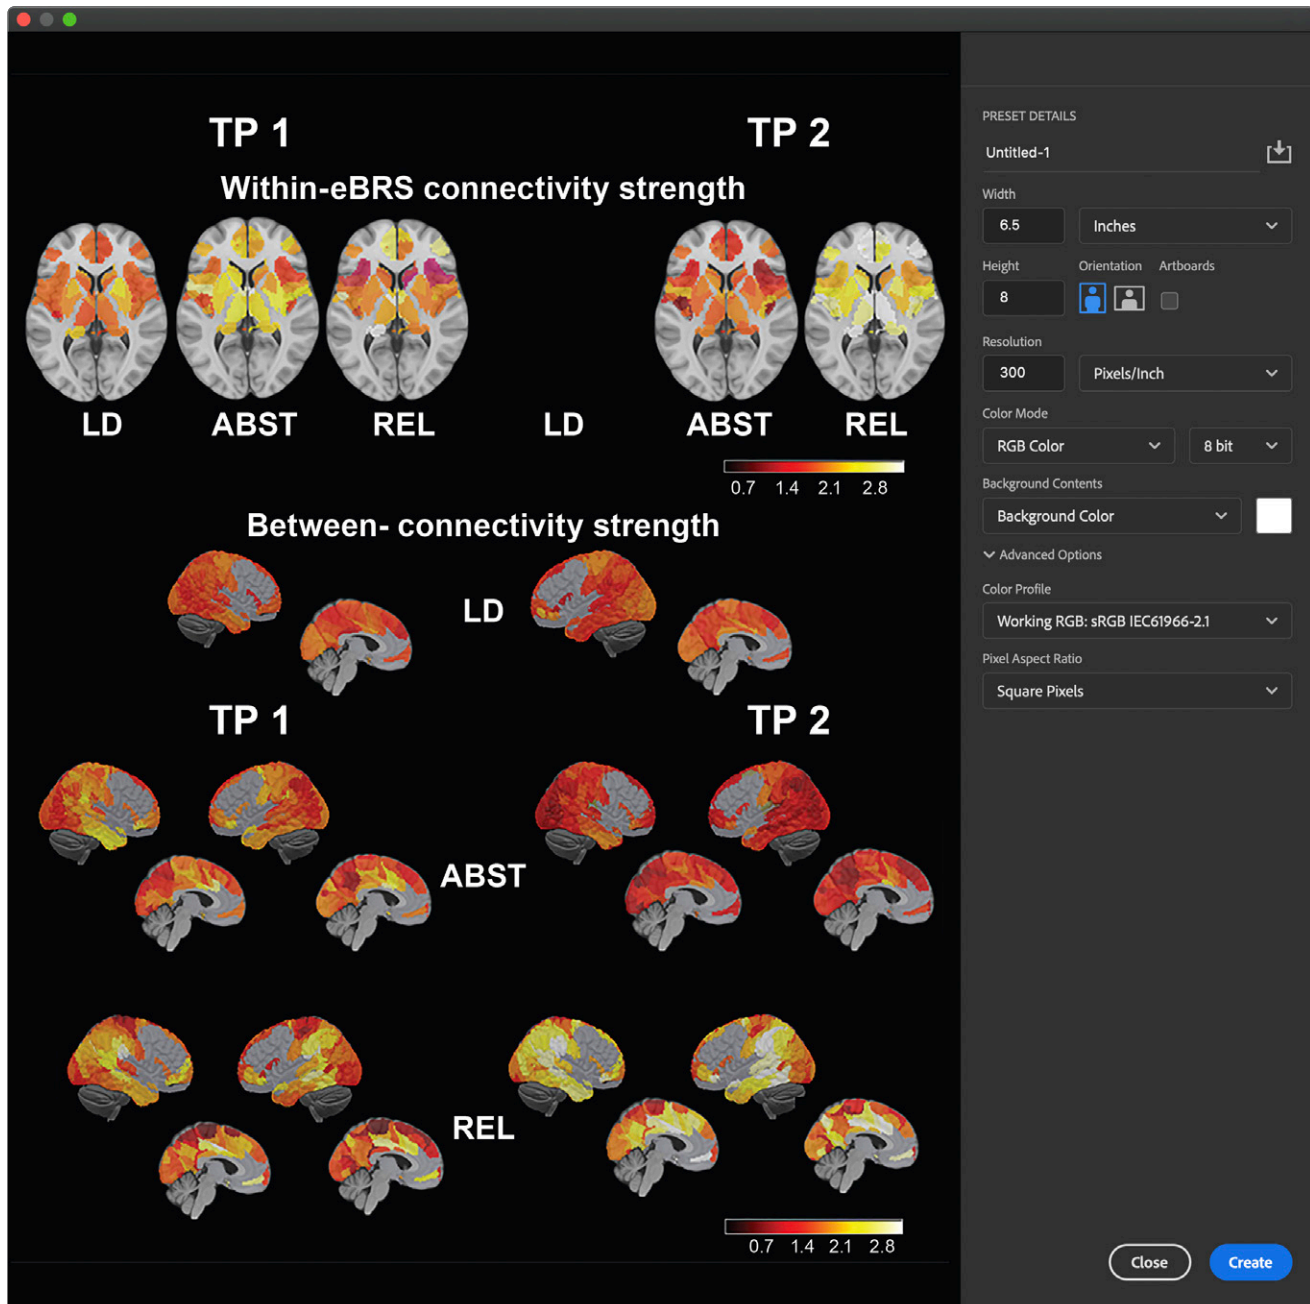 TP 1 TP 2
Within-eBRS connectivity strength
LD ABST REL LD ABST REL
0.7 1.4 2.1 2.8
Between- connectivity strength
LD
TP 1 TP 2
ABST
REL
0.7 1.4 2.1 2.8
PRESET DETAILS
Untitled-1
Width
6.5 Inches
Height Orientation Artboards
8
Resolution
300 Pixels/Inch
Color Mode
RGB Color 8 bit
Background Contents
Background Color
Advanced Options
Color Profile
Working RGB: sRGB IEC61966-2.1
Pixel Aspect Ratio
Square Pixels
Close Create